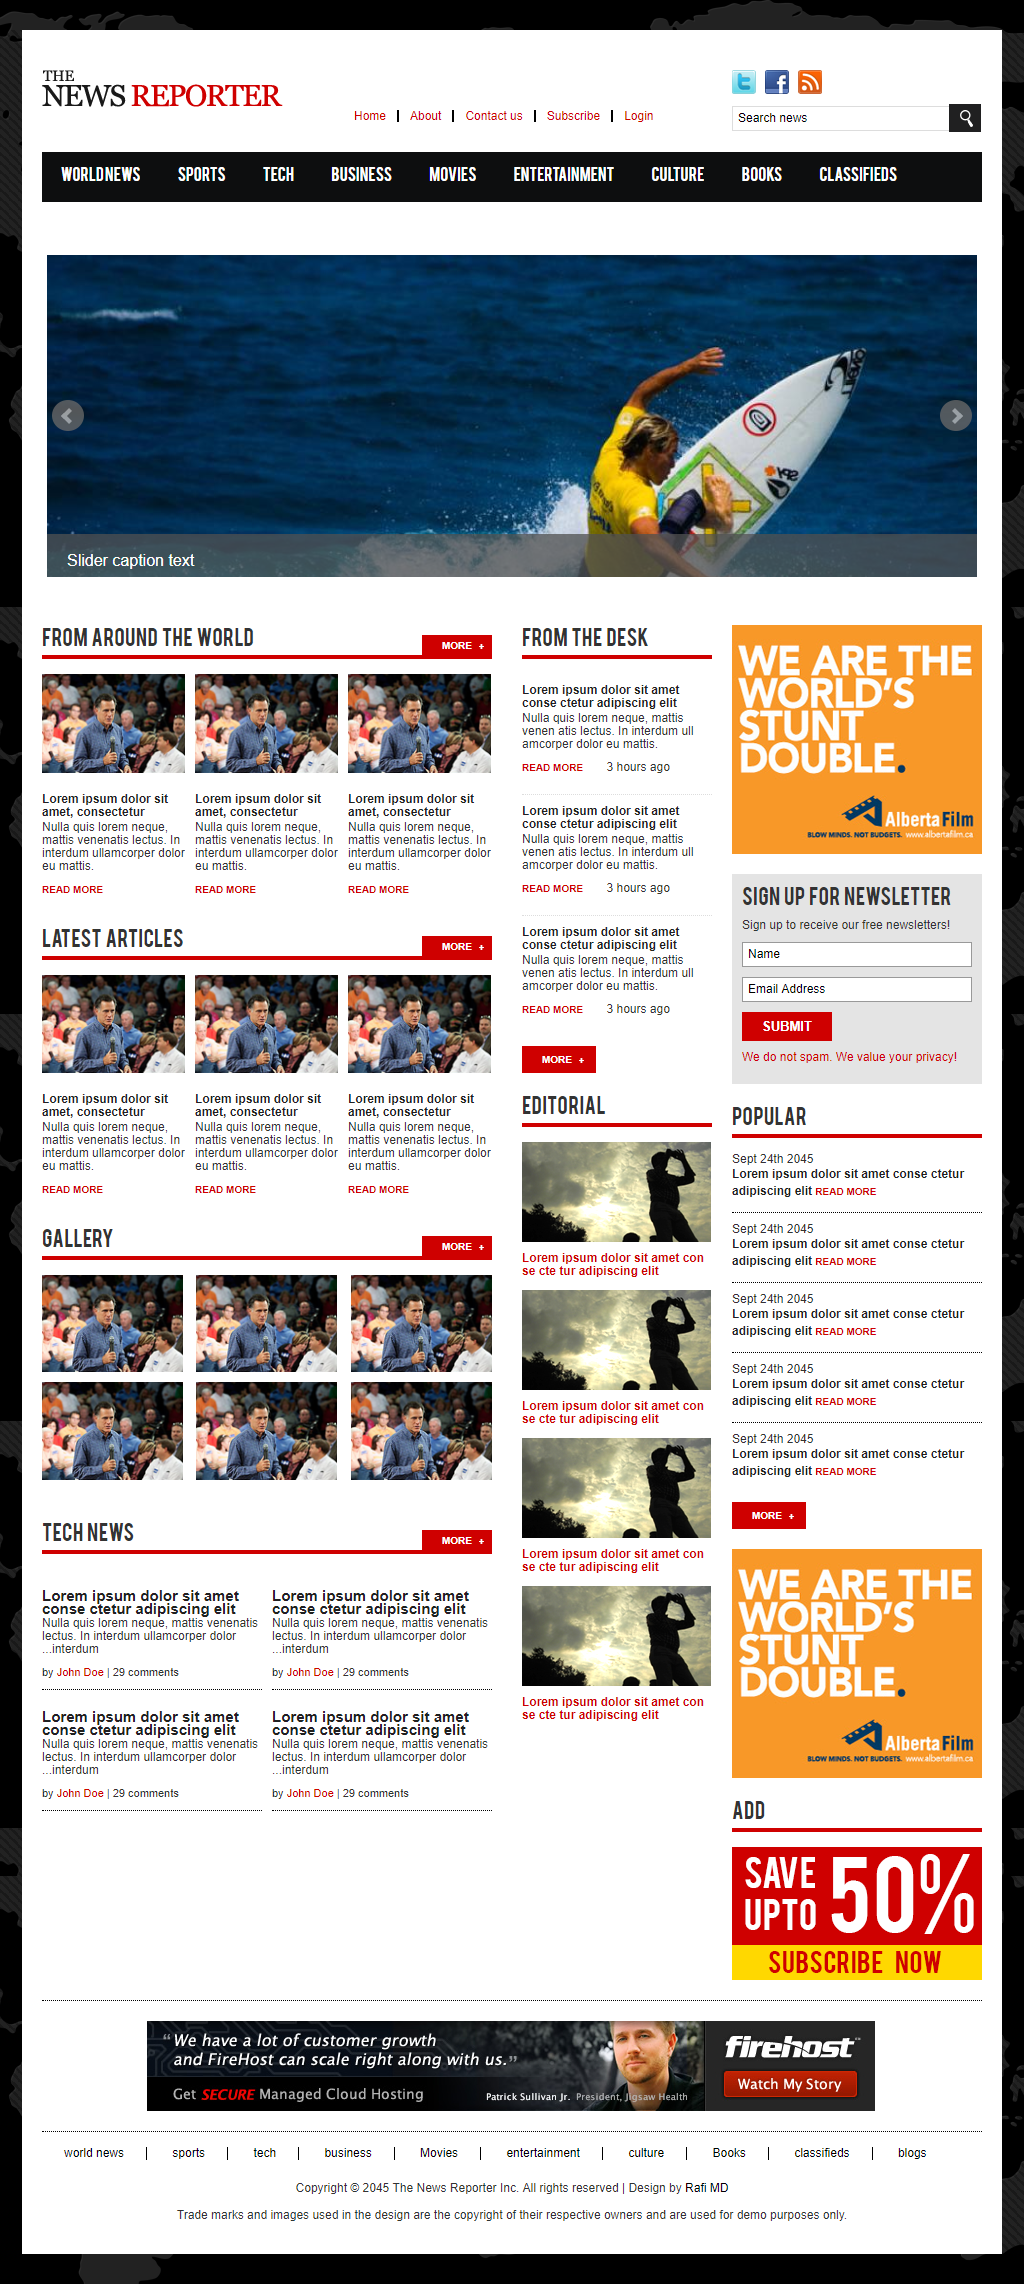 THE
NEWS REPORTER
Home
About
Contact us
Subscribe
Login
Search news
WORLDNEWS
SPORTS
TECH
BUSINESS
MOVIES
ENTERTAINMENT
CULTURE
BOOKS
CLASSIFIEDS
Slider caption text
FROM AROUND THE WORLD
MORE +
Lorem ipsum dolor sit
amet, consectetur
Nulla quis lorem neque,
mattis venenatis lectus. In
interdum ullamcorper dolor
eu mattis.
READ MORE
Lorem ipsum dolor sit
amet, consectetur
Nulla quis lorem neque,
mattis venenatis lectus. In
interdum ullamcorper dolor
eu mattis.
READ MORE
Lorem ipsum dolor sit
amet, consectetur
Nulla quis lorem neque,
mattis venenatis lectus. In
interdum ullamcorper dolor
eu mattis.
READ MORE
LATEST ARTICLES
MORE +
Lorem ipsum dolor sit
amet, consectetur
Nulla quis lorem neque,
mattis venenatis lectus. In
interdum ullamcorper dolor
eu mattis.
READ MORE
Lorem ipsum dolor sit
amet, consectetur
Nulla quis lorem neque,
mattis venenatis lectus. In
interdum ullamcorper dolor
eu mattis.
READ MORE
Lorem ipsum dolor sit
amet, consectetur
Nulla quis lorem neque,
mattis venenatis lectus. In
interdum ullamcorper dolor
eu mattis.
READ MORE
GALLERY
MORE +
TECH NEWS
MORE +
Lorem ipsum dolor sit amet
conse ctetur adipiscing elit
Nulla quis lorem neque, mattis venenatis
lectus. In interdum ullamcorper dolor
...interdum
by John Doe | 29 comments
Lorem ipsum dolor sit amet
conse ctetur adipiscing elit
Nulla quis lorem neque, mattis venenatis
lectus. In interdum ullamcorper dolor
...interdum
by John Doe | 29 comments
Lorem ipsum dolor sit amet
conse ctetur adipiscing elit
Nulla quis lorem neque, mattis venenatis
lectus. In interdum ullamcorper dolor
...interdum
by John Doe | 29 comments
Lorem ipsum dolor sit amet
conse ctetur adipiscing elit
Nulla quis lorem neque, mattis venenatis
lectus. In interdum ullamcorper dolor
...interdum
by John Doe | 29 comments
FROM THE DESK
Lorem ipsum dolor sit amet
conse ctetur adipiscing elit
Nulla quis lorem neque, mattis
venen atis lectus. In interdum ull
amcorper dolor eu mattis.
READ MORE 3 hours ago
Lorem ipsum dolor sit amet
conse ctetur adipiscing elit
Nulla quis lorem neque, mattis
venen atis lectus. In interdum ull
amcorper dolor eu mattis.
READ MORE 3 hours ago
Lorem ipsum dolor sit amet
conse ctetur adipiscing elit
Nulla quis lorem neque, mattis
venen atis lectus. In interdum ull
amcorper dolor eu mattis.
READ MORE 3 hours ago
MORE +
EDITORIAL
Lorem ipsum dolor sit amet con
se cte tur adipiscing elit
Lorem ipsum dolor sit amet con
se cte tur adipiscing elit
Lorem ipsum dolor sit amet con
se cte tur adipiscing elit
Lorem ipsum dolor sit amet con
se cte tur adipiscing elit
WE ARE THE
WORLD'S
STUNT
DOUBLE.
Alberta Film
BLOW MINDS. NOT BUDGETS. www.albertafilm.ca
SIGN UP FOR NEWSLETTER
Sign up to receive our free newsletters!
Name
Email Address
SUBMIT
We do not spam. We value your privacy!
POPULAR
Sept 24th 2045
Lorem ipsum dolor sit amet conse ctetur
adipiscing elit READ MORE
Sept 24th 2045
Lorem ipsum dolor sit amet conse ctetur
adipiscing elit READ MORE
Sept 24th 2045
Lorem ipsum dolor sit amet conse ctetur
adipiscing elit READ MORE
Sept 24th 2045
Lorem ipsum dolor sit amet conse ctetur
adipiscing elit READ MORE
Sept 24th 2045
Lorem ipsum dolor sit amet conse ctetur
adipiscing elit READ MORE
MORE +
WE ARE THE
WORLD'S
STUNT
DOUBLE.
Alberta Film
BLOW MINDS. NOT BUDGETS. www.albertafilm.ca
ADD
SAVE
UPTO 50%
SUBSCRIBE NOW
“We have a lot of customer growth
and FireHost can scale right along with us.”
Get SECURE Managed Cloud Hosting
Patrick Sullivan Jr. President, Jigsaw Health
firehost
Watch My Story
world news
sports
tech
business
Movies
entertainment
culture
Books
classifieds
blogs
Copyright © 2045 The News Reporter Inc. All rights reserved | Design by Rafi MD
Trade marks and images used in the design are the copyright of their respective owners and are used for demo purposes only.